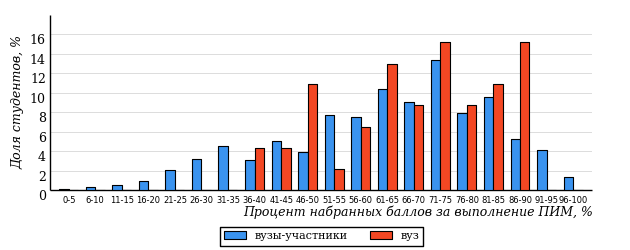 Доля студентов, %
16
14
12
10
8
6
4
2
0
0-5 6-10 11-15 16-20 21-25 26-30 31-35 36-40 41-45 46-50 51-55 56-60 61-65 66-70 71-75 76-80 81-85 86-90 91-95 96-100
Процент набранных баллов за выполнение ПИМ, %
вузы-участники вуз